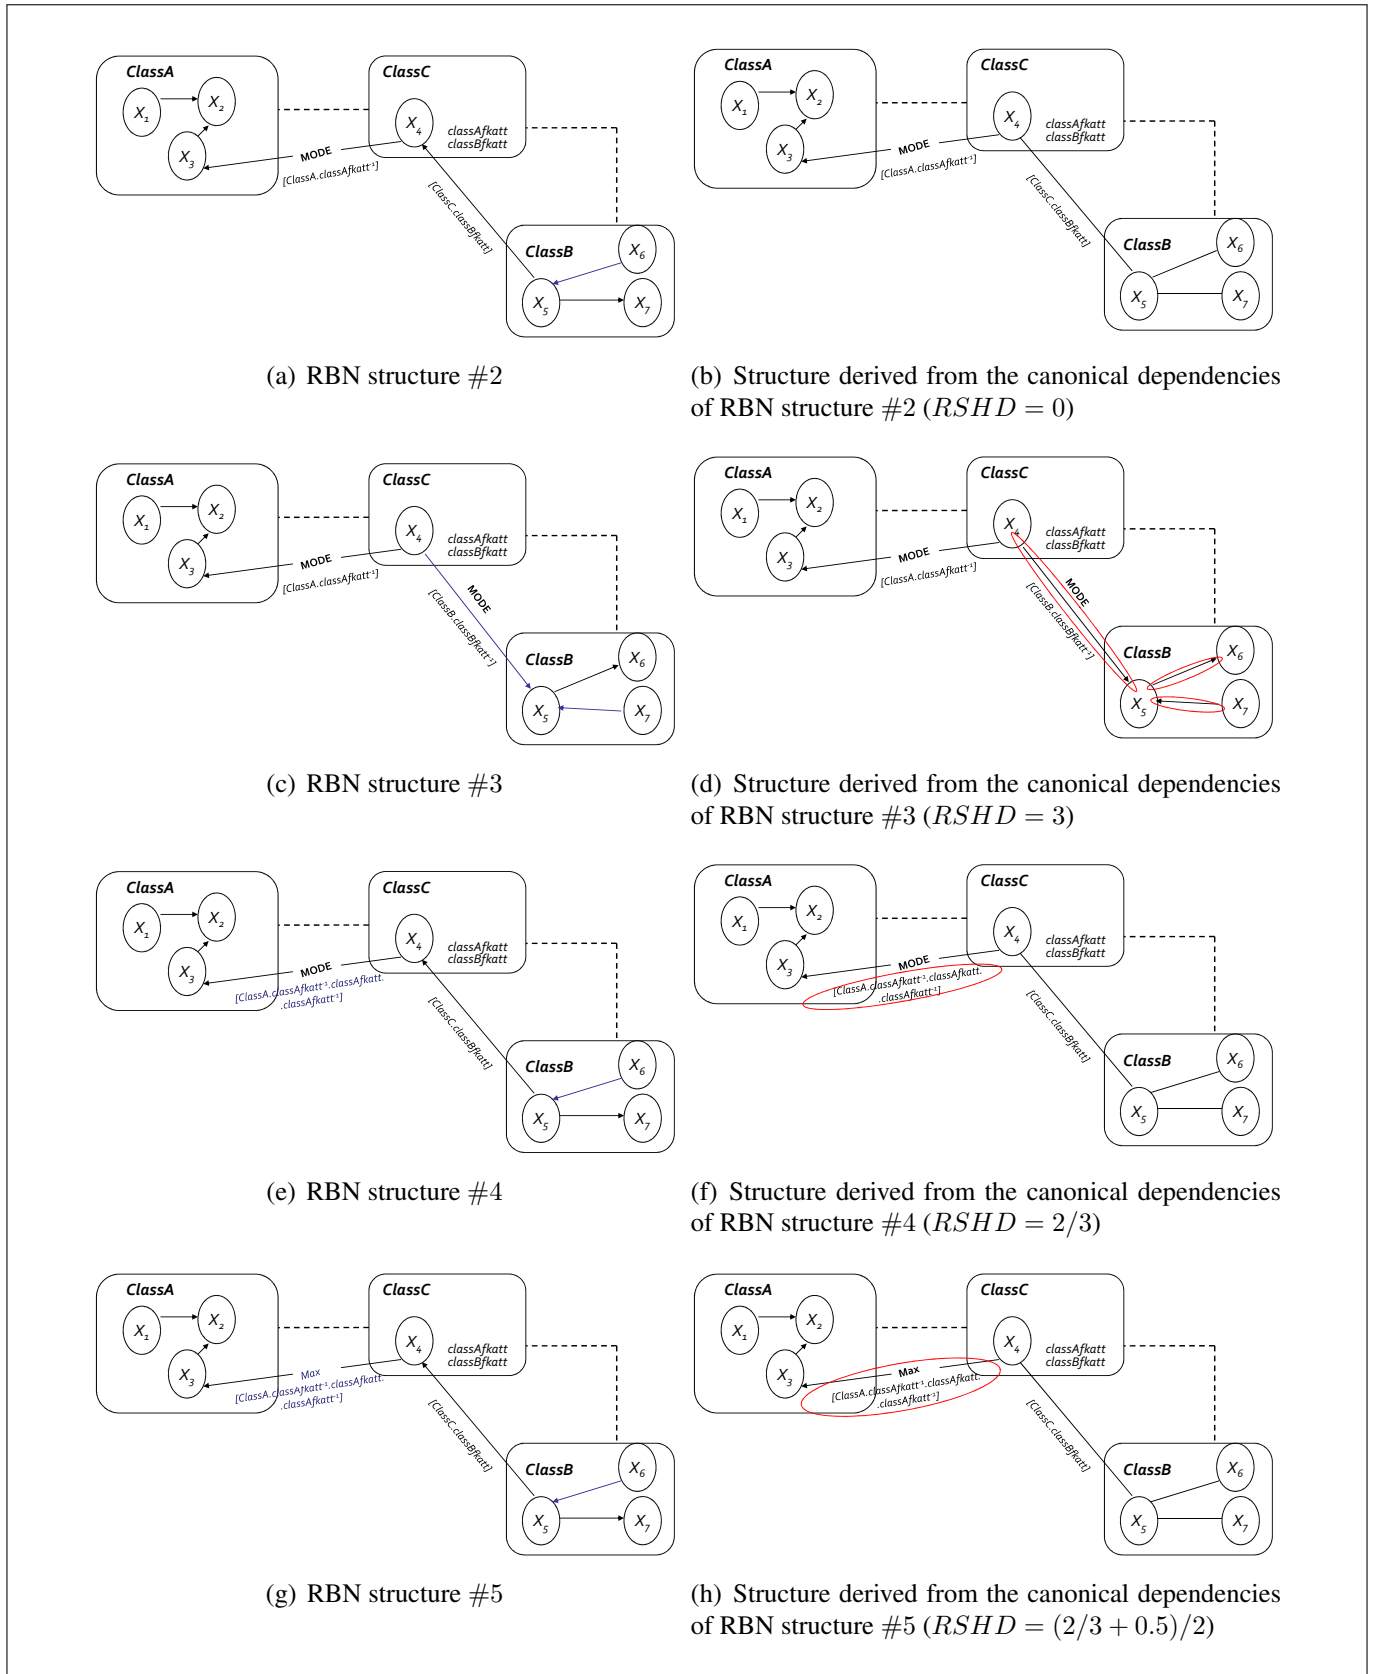 ClassA
X1
X2
X3
ClassC
X4
classAfkatt
classBfkatt
MODE
[ClassA.classAfkatt⁻¹]
[ClassC.classBfkatt]
ClassB
X6
X5
X7
(a) RBN structure #2
ClassA
X1
X2
X3
ClassC
X4
classAfkatt
classBfkatt
MODE
[ClassA.classAfkatt⁻¹]
[ClassC.classBfkatt]
ClassB
X6
X5
X7
(b) Structure derived from the canonical dependencies
of RBN structure #2 (RSHD = 0)
ClassA
X1
X2
X3
ClassC
X4
classAfkatt
classBfkatt
MODE
[ClassA.classAfkatt⁻¹]
MODE
[ClassB.classBfkatt⁻¹]
ClassB
X6
X5
X7
(c) RBN structure #3
ClassA
X1
X2
X3
ClassC
X4
classAfkatt
classBfkatt
MODE
[ClassA.classAfkatt⁻¹]
MODE
[ClassB.classBfkatt⁻¹]
ClassB
X6
X5
X7
(d) Structure derived from the canonical dependencies
of RBN structure #3 (RSHD = 3)
ClassA
X1
X2
X3
ClassC
X4
classAfkatt
classBfkatt
MODE
[ClassA.classAfkatt⁻¹.classAfkatt.
.classAfkatt⁻¹]
[ClassC.classBfkatt]
ClassB
X6
X5
X7
(e) RBN structure #4
ClassA
X1
X2
X3
ClassC
X4
classAfkatt
classBfkatt
MODE
[ClassA.classAfkatt⁻¹.classAfkatt.
.classAfkatt⁻¹]
[ClassC.classBfkatt]
ClassB
X6
X5
X7
(f) Structure derived from the canonical dependencies
of RBN structure #4 (RSHD = 2/3)
ClassA
X1
X2
X3
ClassC
X4
classAfkatt
classBfkatt
Max
[ClassA.classAfkatt⁻¹.classAfkatt.
.classAfkatt⁻¹]
[ClassC.classBfkatt]
ClassB
X6
X5
X7
(g) RBN structure #5
ClassA
X1
X2
X3
ClassC
X4
classAfkatt
classBfkatt
Max
[ClassA.classAfkatt⁻¹.classAfkatt.
.classAfkatt⁻¹]
[ClassC.classBfkatt]
ClassB
X6
X5
X7
(h) Structure derived from the canonical dependencies
of RBN structure #5 (RSHD = (2/3 + 0.5)/2)